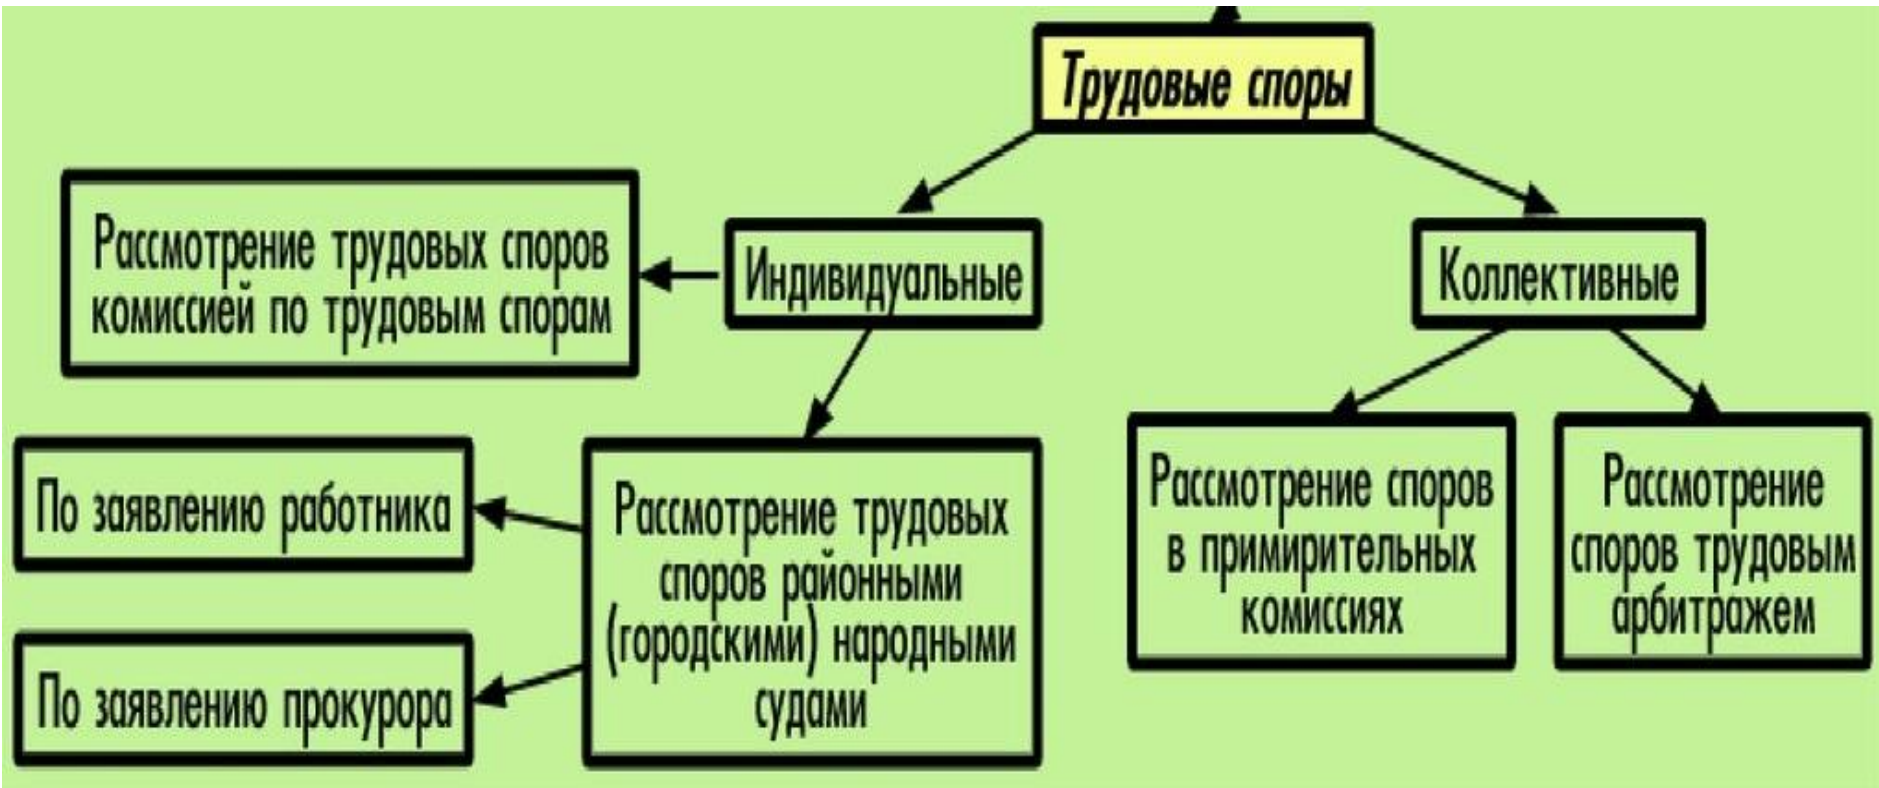 Трудовые споры
Рассмотрение трудовых споров
комиссией по трудовым спорам
Индивидуальные
Коллективные
По заявлению работника
По заявлению прокурора
Рассмотрение трудовых
споров районными
(городскими) народными
судами
Рассмотрение споров
в примирительных
комиссиях
Рассмотрение
споров трудовым
арбитражем